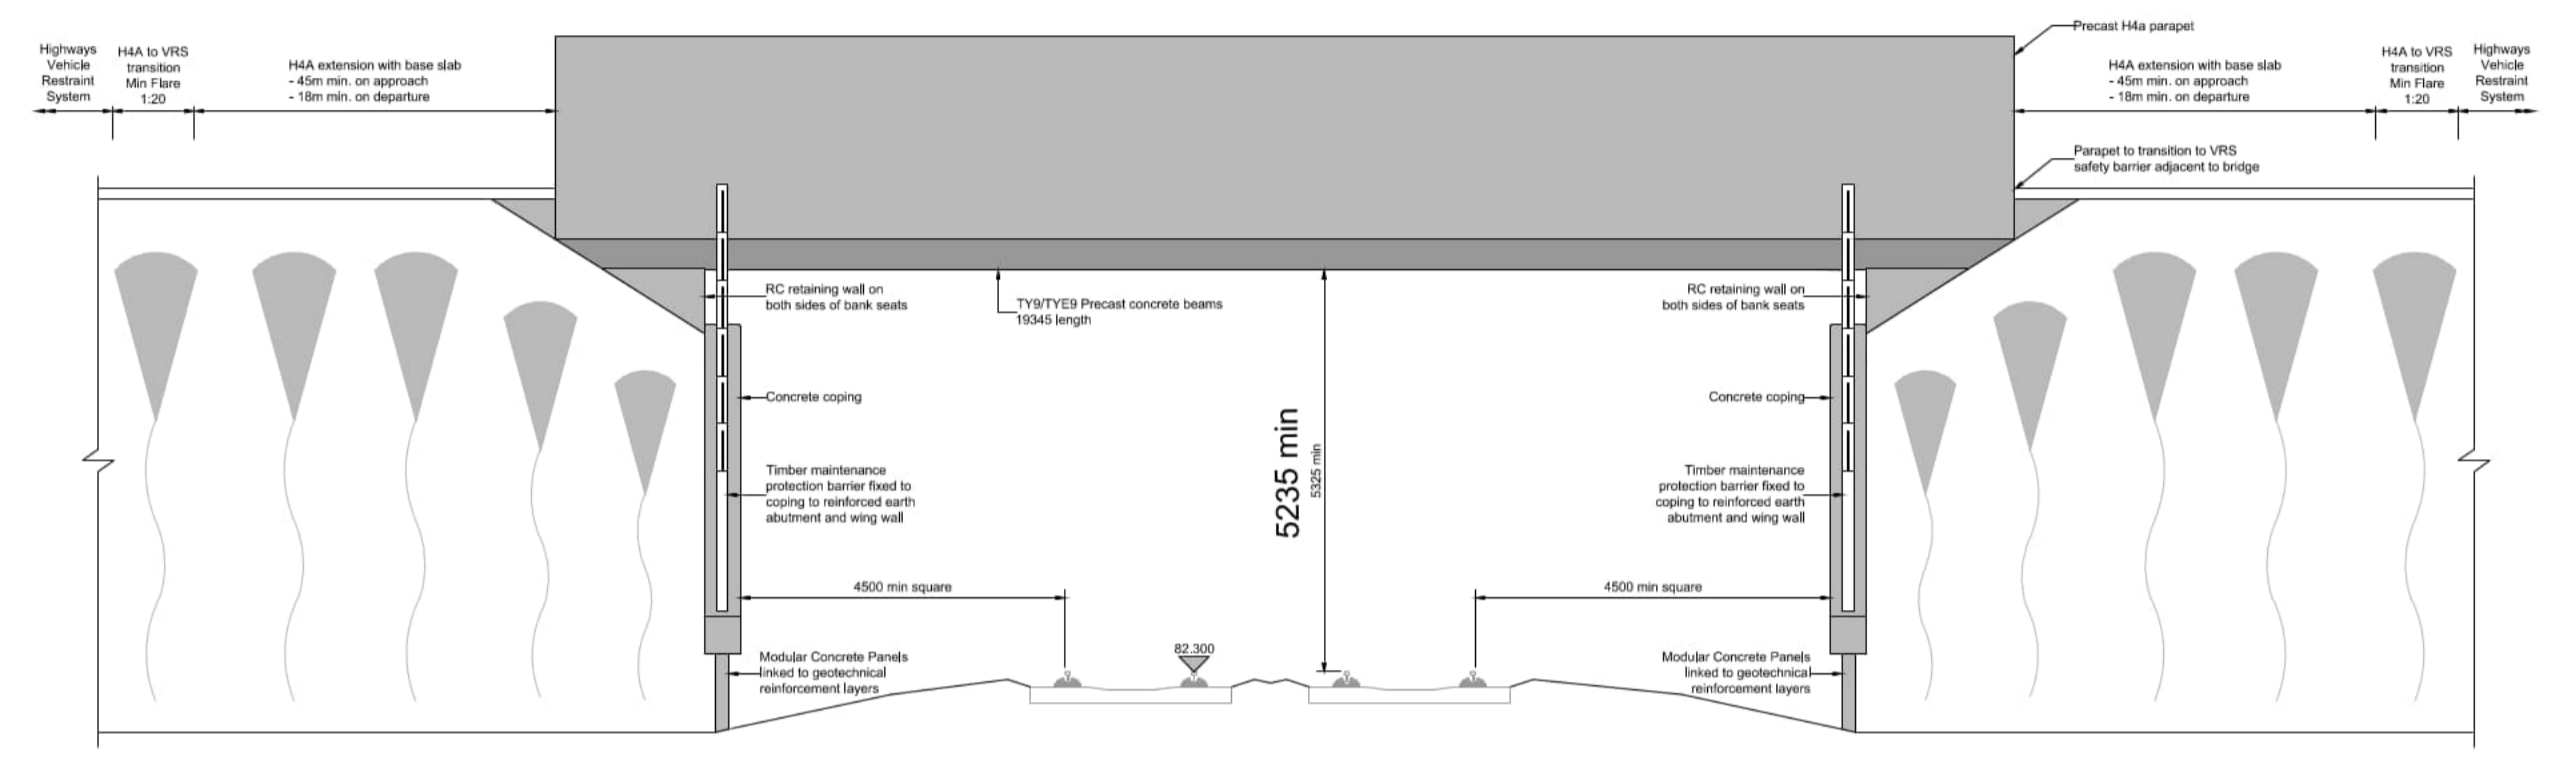 Highways
Vehicle
Restraint
System
H4A to VRS
transition
Min Flare
1:20
H4A extension with base slab
- 45m min. on approach
- 18m min. on departure
Precast H4a parapet
H4A extension with base slab
- 45m min. on approach
- 18m min. on departure
H4A to VRS
transition
Min Flare
1:20
Highways
Vehicle
Restraint
System
Parapet to transition to VRS
safety barrier adjacent to bridge
RC retaining wall on
both sides of bank seats
TY9/TYE9 Precast concrete beams
19345 length
RC retaining wall on
both sides of bank seats
Concrete coping
5235 min
5325 min
Concrete coping
Timber maintenance
protection barrier fixed to
coping to reinforced earth
abutment and wing wall
Timber maintenance
protection barrier fixed to
coping to reinforced earth
abutment and wing wall
4500 min square
4500 min square
Modular Concrete Panels
linked to geotechnical
reinforcement layers
82.300
Modular Concrete Panels
linked to geotechnical
reinforcement layers